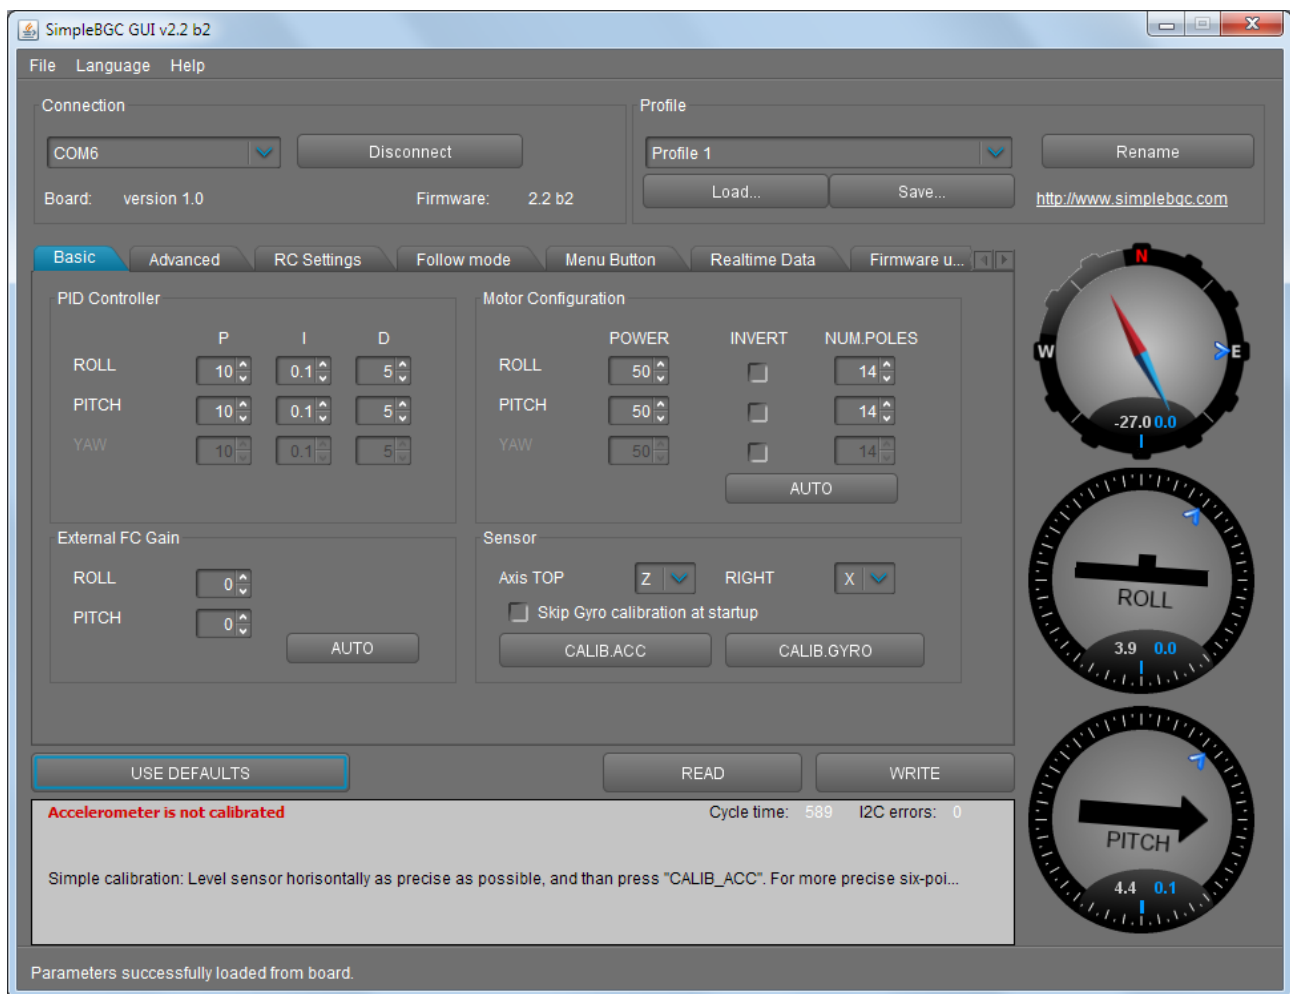 SimpleBGC GUI v2.2 b2
File Language Help
Connection
COM6 Disconnect
Board: version 1.0 Firmware: 2.2 b2
Profile
Profile 1 Rename
Load... Save... http://www.simplebgc.com
Basic Advanced RC Settings Follow mode Menu Button Realtime Data Firmware u...
PID Controller
P I D
ROLL 10 0.1 5
PITCH 10 0.1 5
YAW 10 0.1 5
Motor Configuration
POWER INVERT NUM.POLES
ROLL 50 14
PITCH 50 14
YAW 50 14
AUTO
External FC Gain
ROLL 0
PITCH 0
AUTO
Sensor
Axis TOP Z RIGHT X
Skip Gyro calibration at startup
CALIB.ACC CALIB.GYRO
N
W E
-27.0 0.0
ROLL
3.9 0.0
PITCH
4.4 0.1
USE DEFAULTS READ WRITE
Accelerometer is not calibrated Cycle time: 589 I2C errors: 0
Simple calibration: Level sensor horisontally as precise as possible, and than press "CALIB_ACC". For more precise six-poi...
Parameters successfully loaded from board.